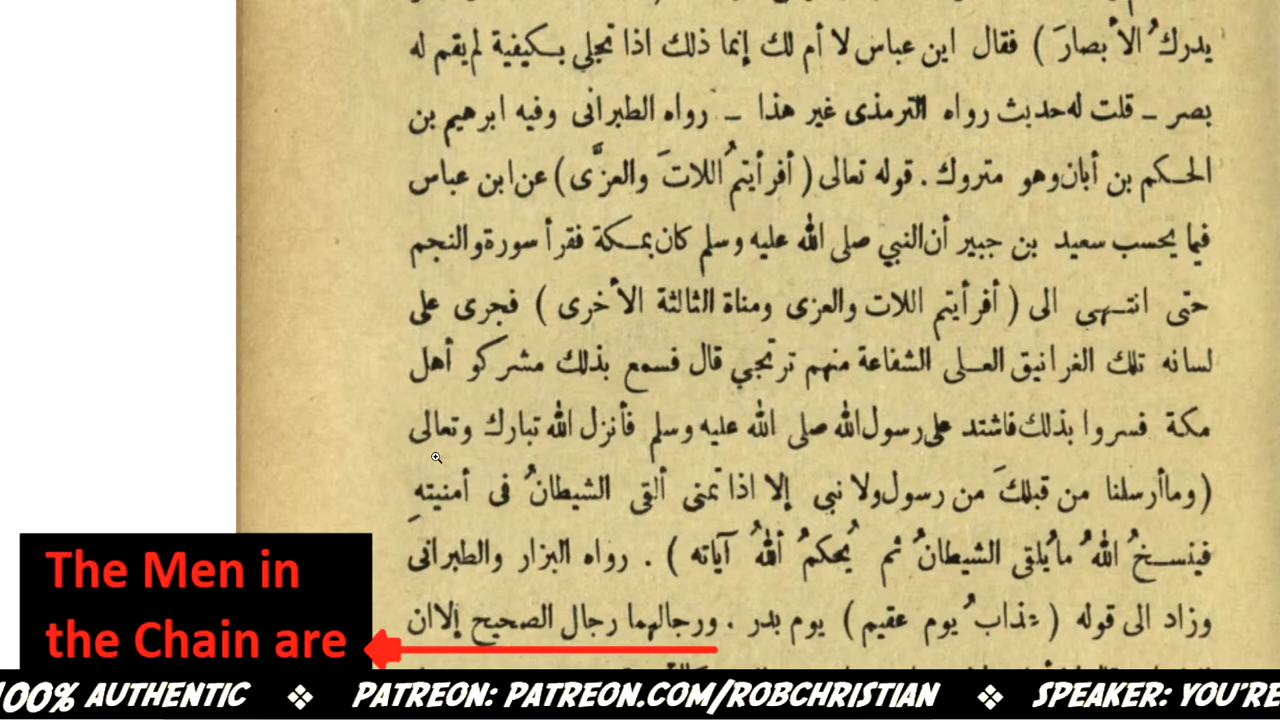 يدركُ الأبصارَ ) فقال ابن عباس لا أم لك إنما ذلك اذا تجلى بكيفية لم يقم له
بصر ـ قلت له حديث رواه الترمذى غير هذا ـ رواه الطبرانى وفيه ابرهيم بن
الحكم بن أبان وهو متروك . قوله تعالى ( أفرأيتمُ اللاتَ والعزَّى ) عن ابن عباس
فيما يحسب سعيد بن جبير أن النبي صلى الله عليه وسلم كان بمكة فقرأ سورة والنجم
حتى انتهى الى ( أفرأيتم اللات والعزى ومناة الثالثة الأخرى ) فجرى على
لسانه تلك الغرانيق العلى الشفاعة منهم ترتجي قال فسمع بذلك مشركو أهل
مكة فسروا بذلك فاشتد على رسول الله صلى الله عليه وسلم فأنزل الله تبارك وتعالى
( وما أرسلنا من قبلكَ من رسول ولا نبى إلا اذا تمنى ألقى الشيطانُ فى أمنيتهِ
فينسخُ اللهُ ما يُلقى الشيطانُ ثم يُحكمُ اللهُ آياته ) . رواه البزار والطبرانى
وزاد الى قوله ( عذابُ يوم عقيم ) يوم بدر . ورجالهما رجال الصحيح إلا ان
The Men in
the Chain are
100% AUTHENTIC ❖ PATREON: PATREON.COM/ROBCHRISTIAN ❖ SPEAKER: YOU'RE